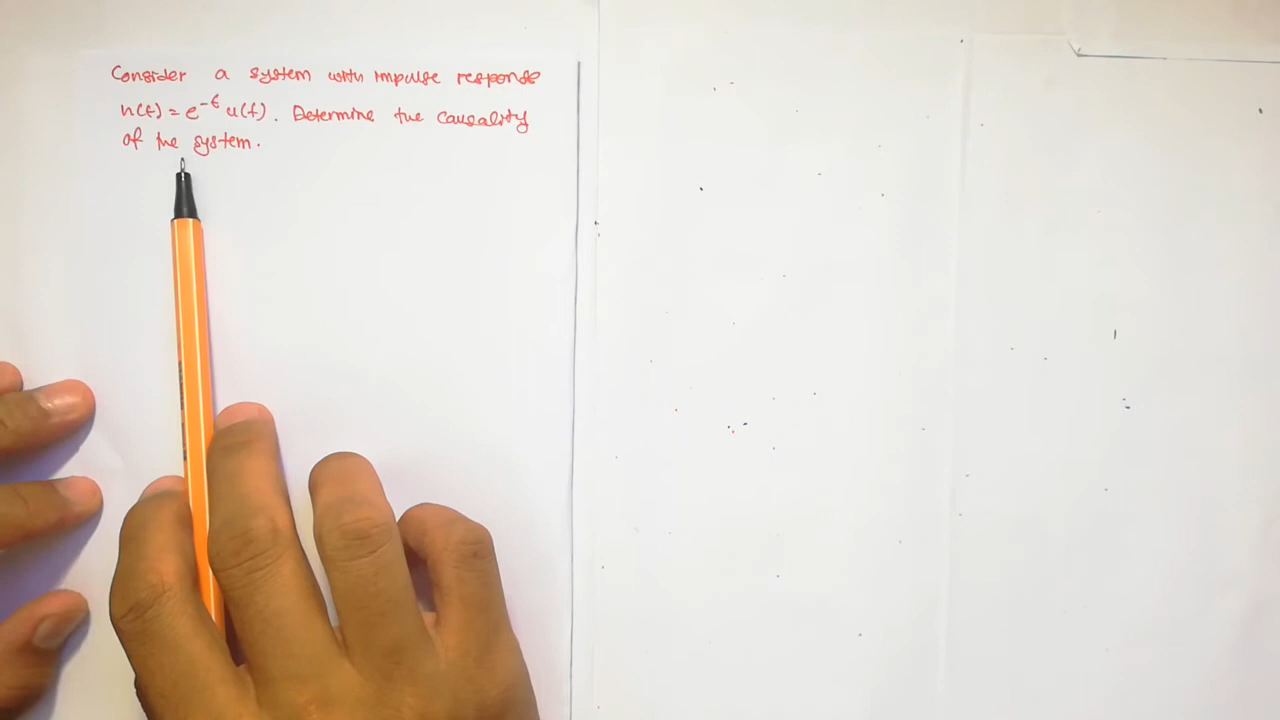 Consider a system with impulse response
h(t) = e^{-t} u(t). Determine the causality
of the system.